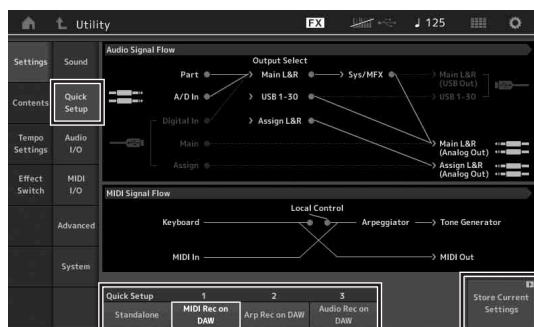 Utility FX 125
Audio Signal Flow
Output Select
Settings Sound
Part Main L&R Sys/MFX Main L&R
(USB Out)
Contents Quick
Setup
A/D In USB 1-30 USB 1-30
Digital In Assign L&R
Tempo
Settings
Audio
I/O
Main Main L&R
(Analog Out)
Assign Assign L&R
(Analog Out)
Effect
Switch
MIDI
I/O
MIDI Signal Flow
Local Control
Advanced
Keyboard Arpeggiator Tone Generator
MIDI In MIDI Out
System
Quick Setup 1 2 3
Standalone MIDI Rec on
DAW
Arp Rec on DAW Audio Rec on
DAW
Store Current
Settings